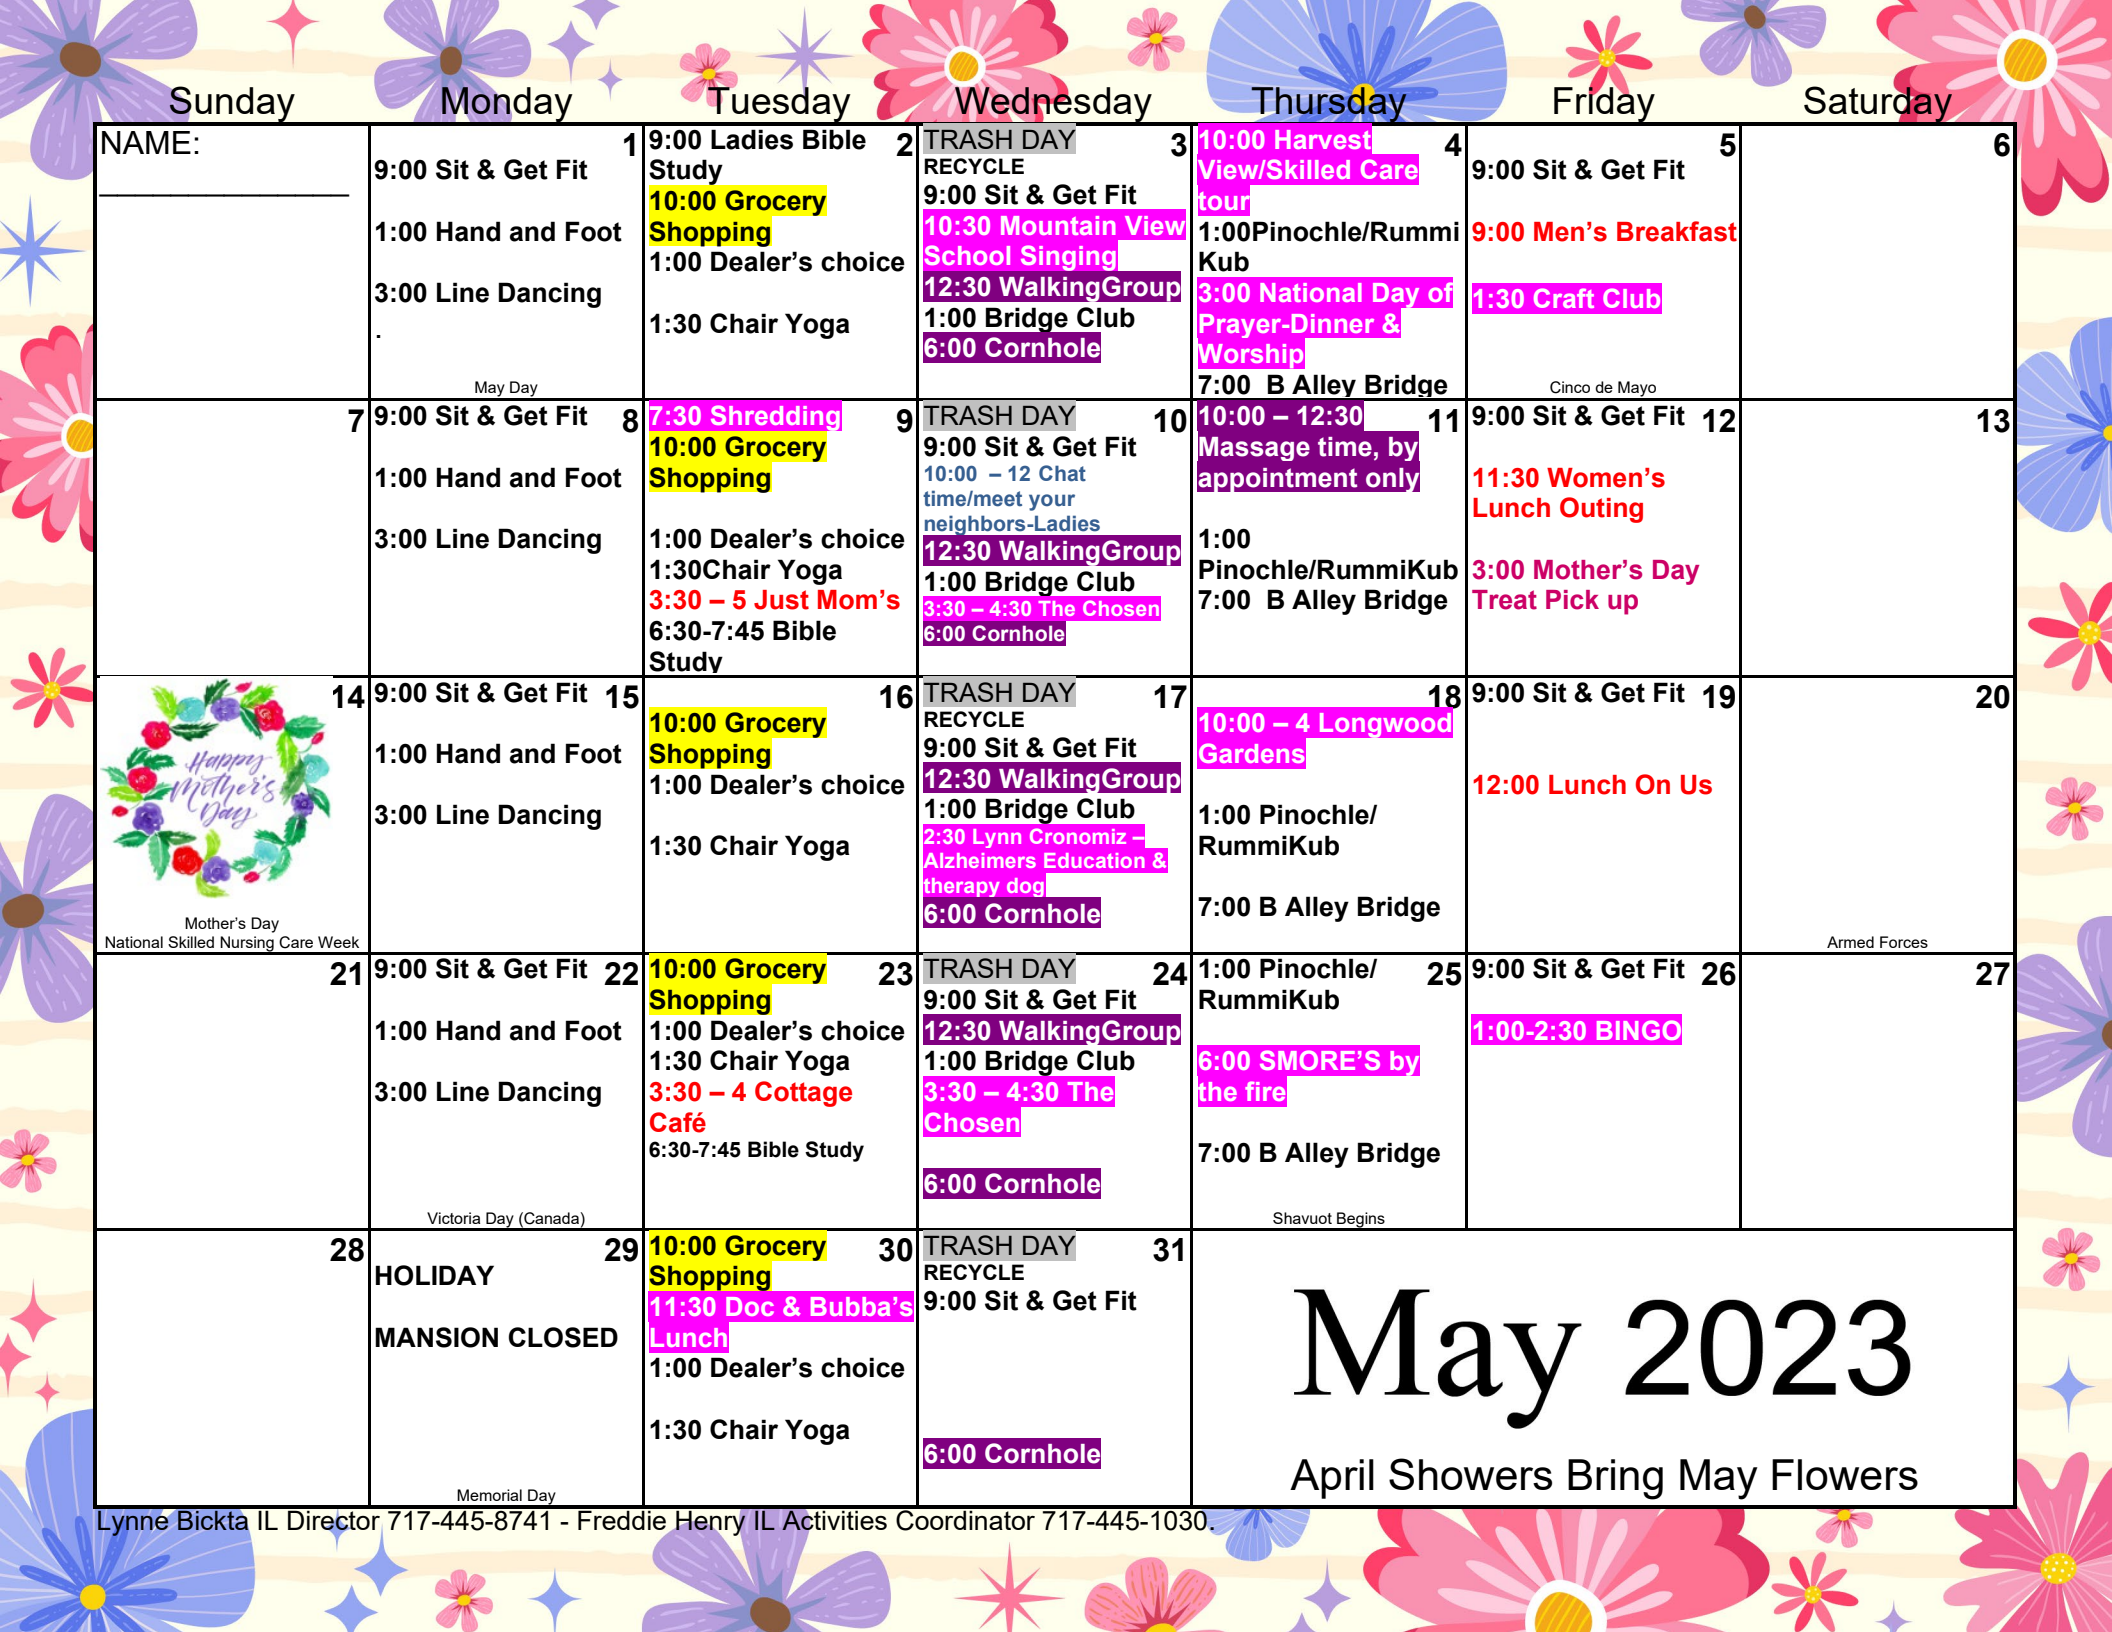 Sunday Monday Tuesday Wednesday Thursday Friday Saturday
NAME:
__________________
1
9:00 Sit & Get Fit
1:00 Hand and Foot
3:00 Line Dancing
.
May Day
2
9:00 Ladies Bible
Study
10:00 Grocery
Shopping
1:00 Dealer’s choice
1:30 Chair Yoga
3
TRASH DAY
RECYCLE
9:00 Sit & Get Fit
10:30 Mountain View
School Singing
12:30 WalkingGroup
1:00 Bridge Club
6:00 Cornhole
4
10:00 Harvest
View/Skilled Care
tour
1:00Pinochle/Rummi
Kub
3:00 National Day of
Prayer-Dinner &
Worship
7:00  B Alley Bridge
5
9:00 Sit & Get Fit
9:00 Men’s Breakfast
1:30 Craft Club
Cinco de Mayo
6
7
8
9:00 Sit & Get Fit
1:00 Hand and Foot
3:00 Line Dancing
9
7:30 Shredding
10:00 Grocery
Shopping
1:00 Dealer’s choice
1:30Chair Yoga
3:30 – 5 Just Mom’s
6:30-7:45 Bible
Study
10
TRASH DAY
9:00 Sit & Get Fit
10:00  – 12 Chat
time/meet your
neighbors-Ladies
12:30 WalkingGroup
1:00 Bridge Club
3:30 – 4:30 The Chosen
6:00 Cornhole
11
10:00 – 12:30
Massage time, by
appointment only
1:00
Pinochle/RummiKub
7:00  B Alley Bridge
12
9:00 Sit & Get Fit
11:30 Women’s
Lunch Outing
3:00 Mother’s Day
Treat Pick up
13
14
Happy
Mother's
Day
Mother’s Day
National Skilled Nursing Care Week
15
9:00 Sit & Get Fit
1:00 Hand and Foot
3:00 Line Dancing
16
10:00 Grocery
Shopping
1:00 Dealer’s choice
1:30 Chair Yoga
17
TRASH DAY
RECYCLE
9:00 Sit & Get Fit
12:30 WalkingGroup
1:00 Bridge Club
2:30 Lynn Cronomiz –
Alzheimers Education &
therapy dog
6:00 Cornhole
18
10:00 – 4 Longwood
Gardens
1:00 Pinochle/
RummiKub
7:00 B Alley Bridge
19
9:00 Sit & Get Fit
12:00 Lunch On Us
20
Armed Forces
21
22
9:00 Sit & Get Fit
1:00 Hand and Foot
3:00 Line Dancing
Victoria Day (Canada)
23
10:00 Grocery
Shopping
1:00 Dealer’s choice
1:30 Chair Yoga
3:30 – 4 Cottage
Café
6:30-7:45 Bible Study
24
TRASH DAY
9:00 Sit & Get Fit
12:30 WalkingGroup
1:00 Bridge Club
3:30 – 4:30 The
Chosen
6:00 Cornhole
25
1:00 Pinochle/
RummiKub
6:00 SMORE’S by
the fire
7:00 B Alley Bridge
Shavuot Begins
26
9:00 Sit & Get Fit
1:00-2:30 BINGO
27
28
29
HOLIDAY
MANSION CLOSED
Memorial Day
30
10:00 Grocery
Shopping
11:30 Doc & Bubba’s
Lunch
1:00 Dealer’s choice
1:30 Chair Yoga
31
TRASH DAY
RECYCLE
9:00 Sit & Get Fit
6:00 Cornhole
May 2023
April Showers Bring May Flowers
Lynne Bickta IL Director 717-445-8741 - Freddie Henry IL Activities Coordinator 717-445-1030.